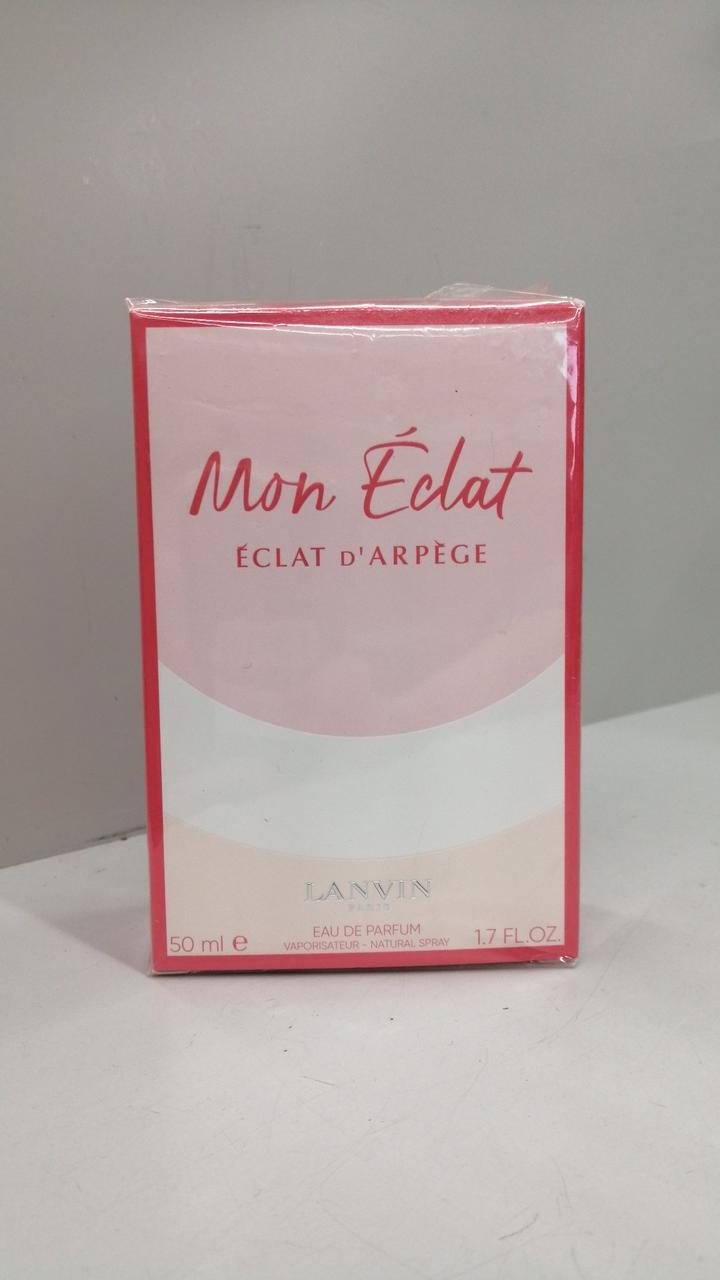 Mon Éclat
ÉCLAT D'ARPÈGE
LANVIN
PARIS
50 ml e
EAU DE PARFUM
VAPORISATEUR - NATURAL SPRAY
1.7 FL.OZ.